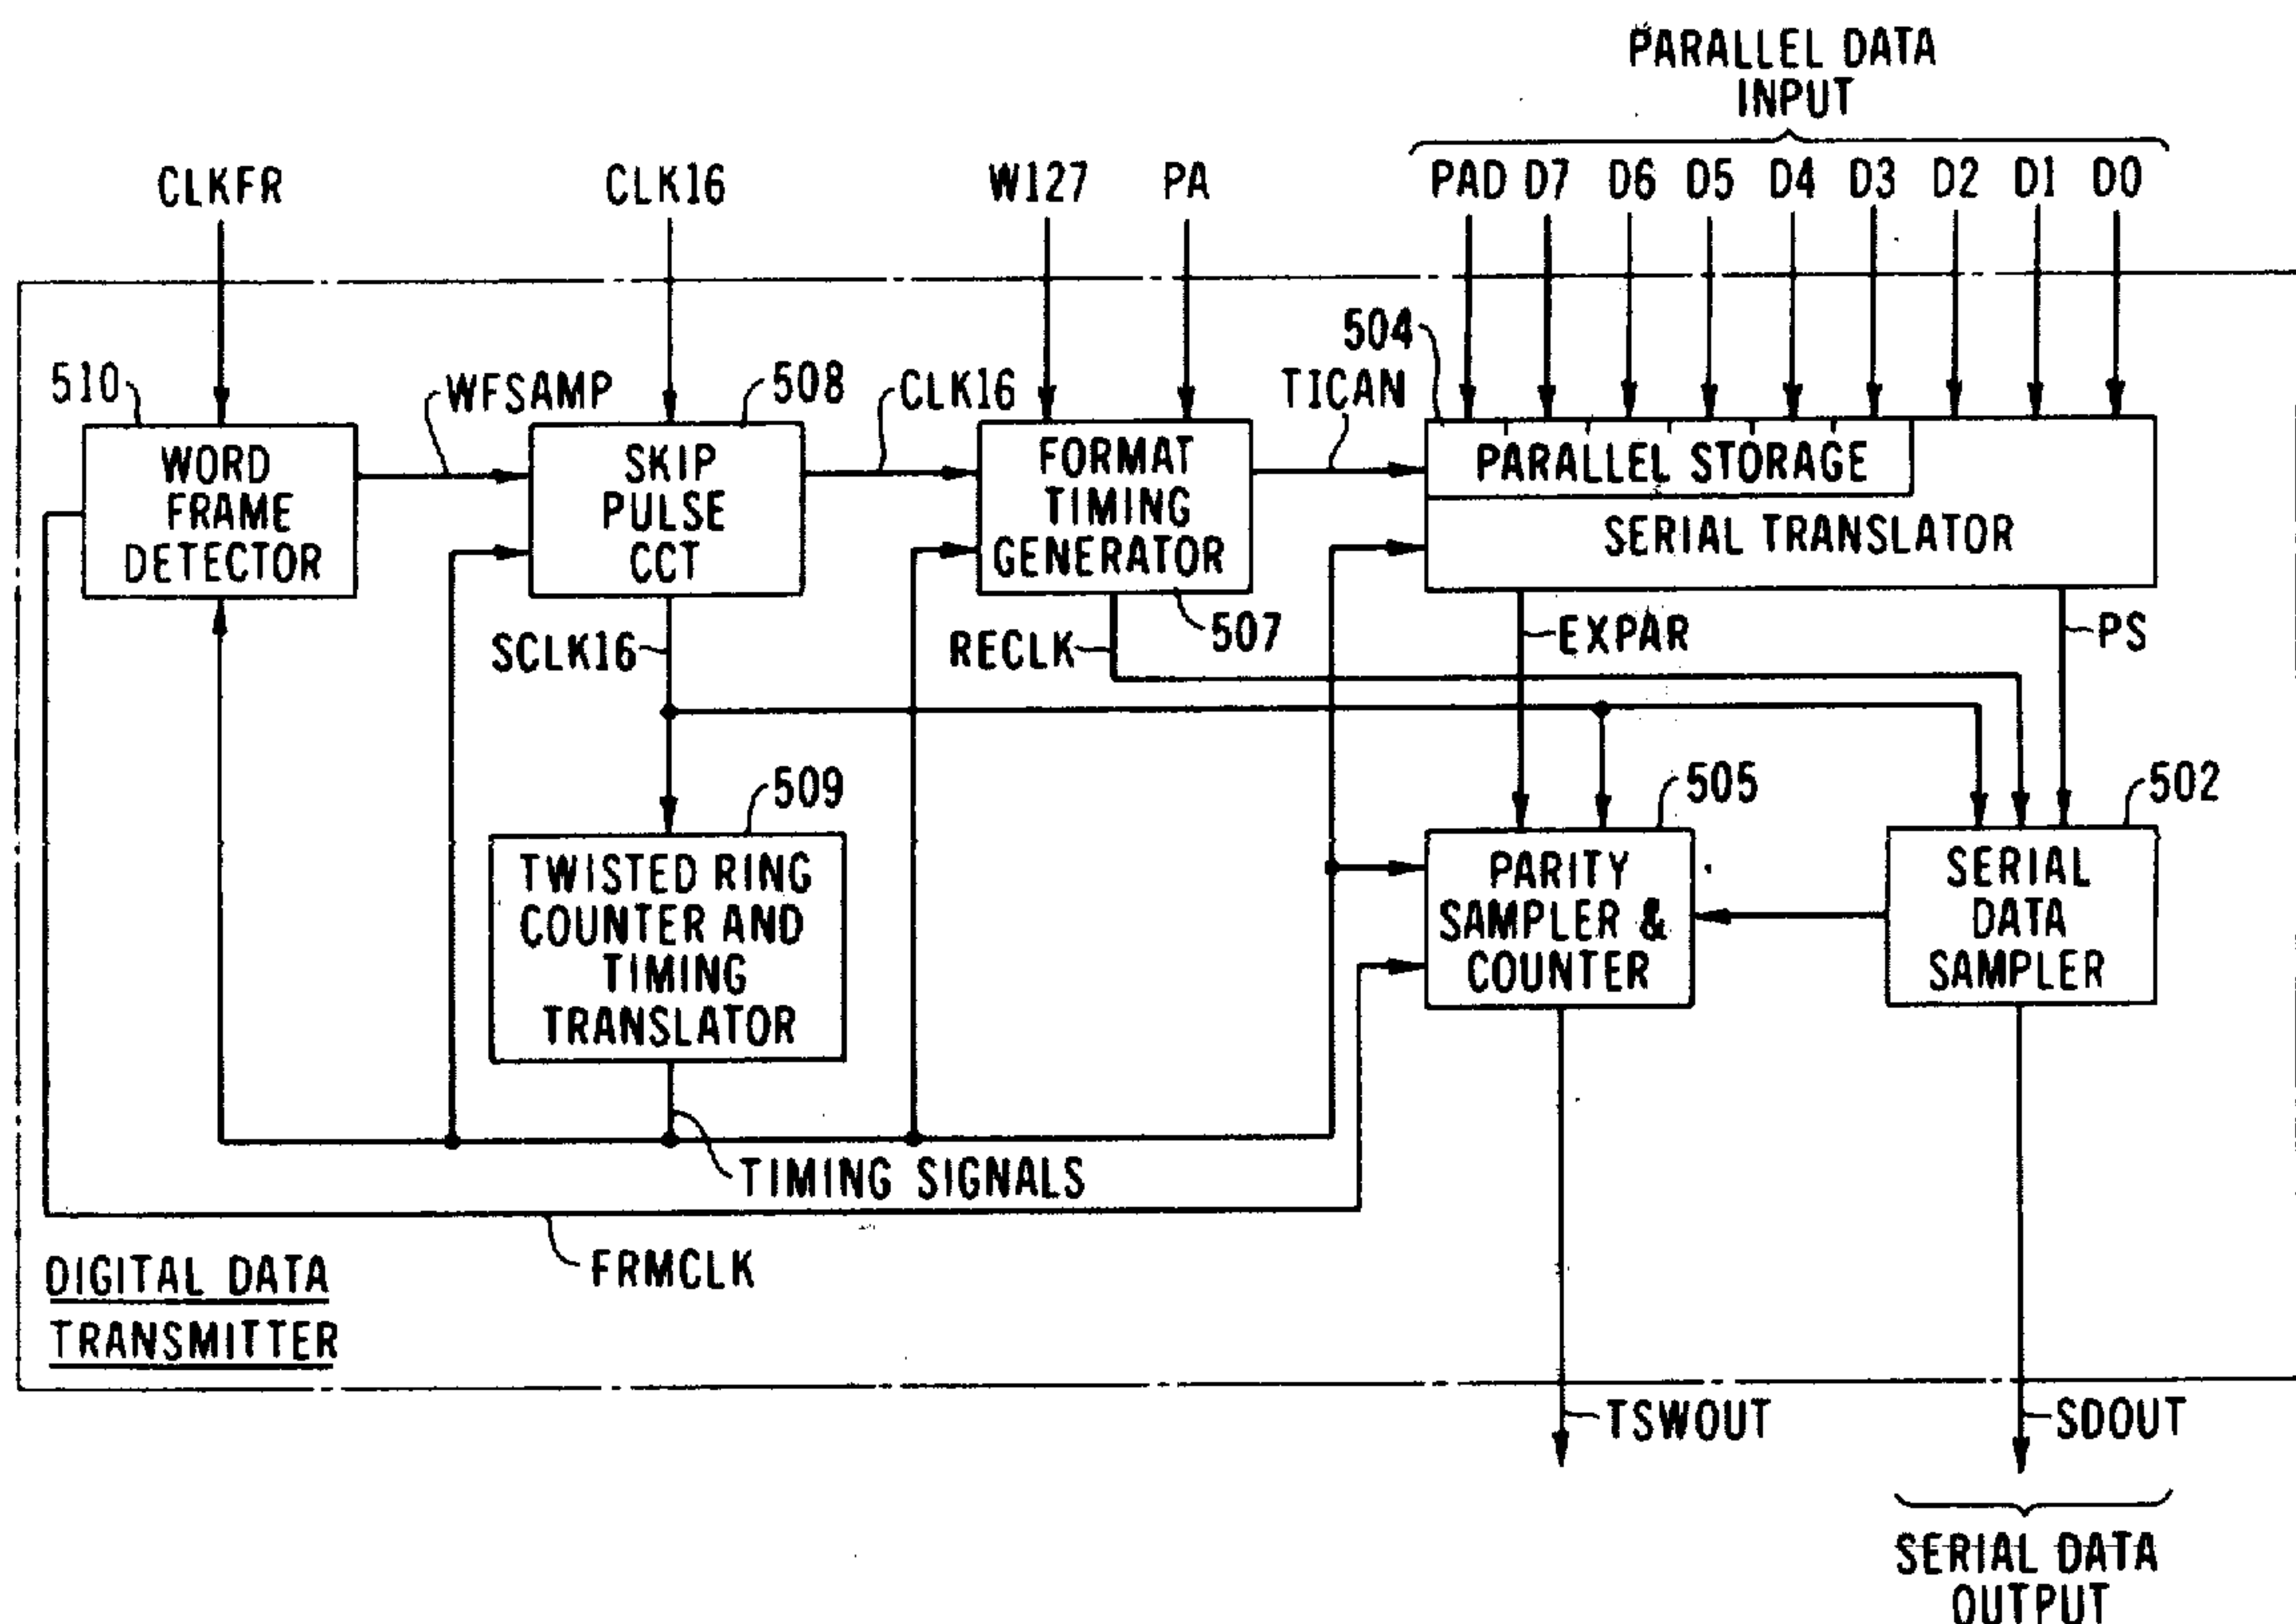 PARALLEL DATA
INPUT
CLKFR
CLK16
W127
PA
PAD D7 D6 D5 D4 D3 D2 D1 D0
504
510
WFSAMP
508
CLK16
TICAN
WORD
FRAME
DETECTOR
SKIP
PULSE
CCT
FORMAT
TIMING
GENERATOR
PARALLEL STORAGE
SERIAL TRANSLATOR
SCLK16
RECLK
507
EXPAR
PS
509
505
502
TWISTED RING
COUNTER AND
TIMING
TRANSLATOR
PARITY
SAMPLER &
COUNTER
SERIAL
DATA
SAMPLER
TIMING SIGNALS
FRMCLK
DIGITAL DATA
TRANSMITTER
TSWOUT
SDOUT
SERIAL DATA
OUTPUT